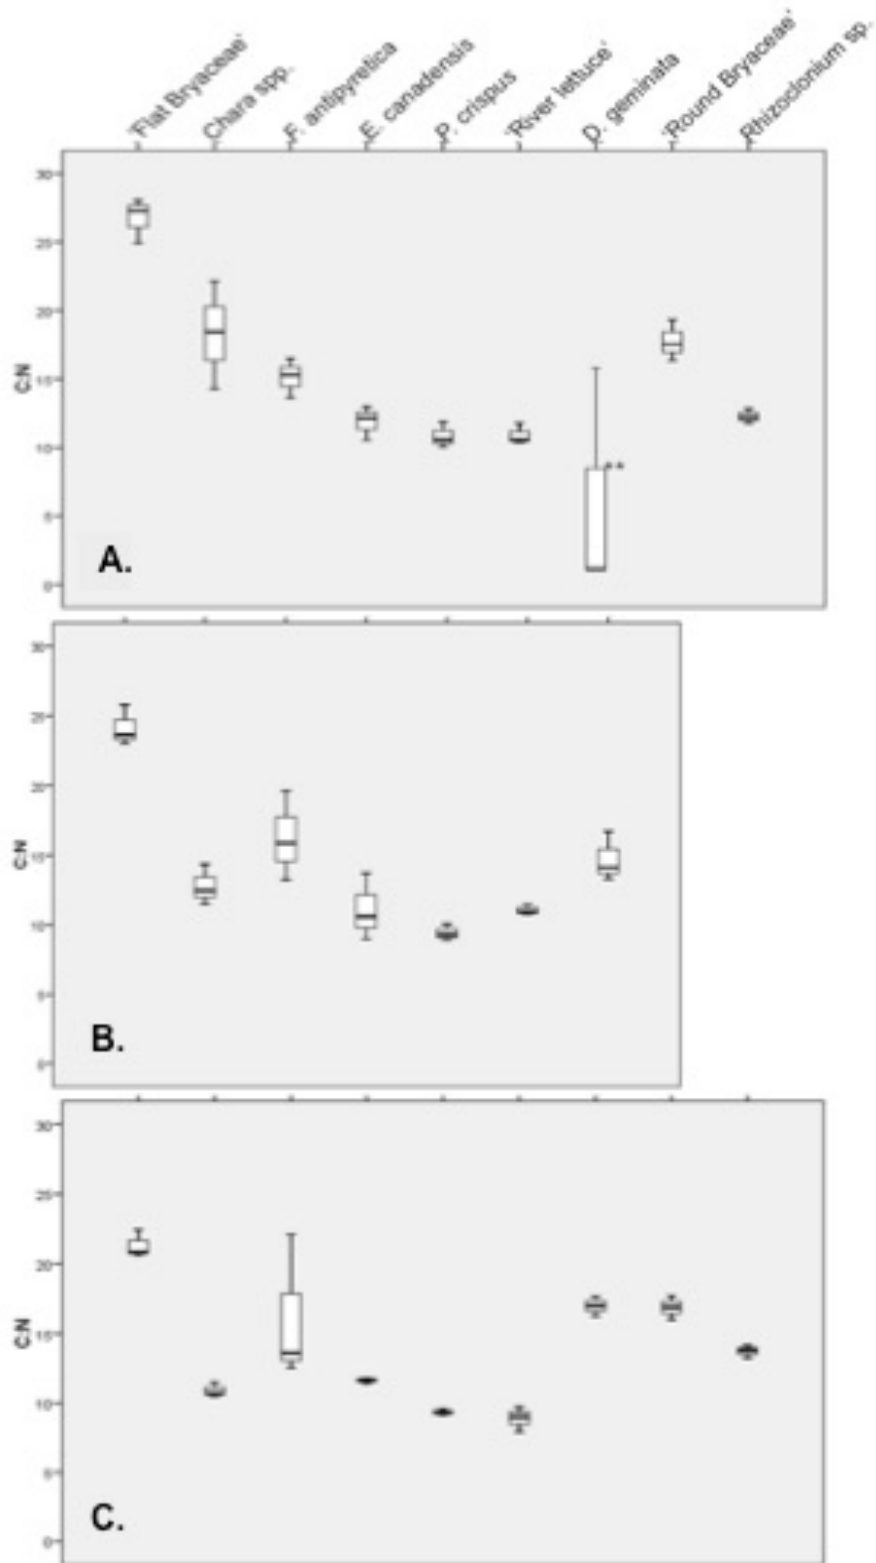 'Flat Bryaceae'
Chara spp.
F. antipyretica
E. canadensis
P. crispus
'River lettuce'
D. geminata
'Round Bryaceae'
Rhizoclonium sp.
30
25
20
15
10
5
0
C:N
**
A.
30
25
20
15
10
5
0
C:N
B.
30
25
20
15
10
5
0
C:N
C.